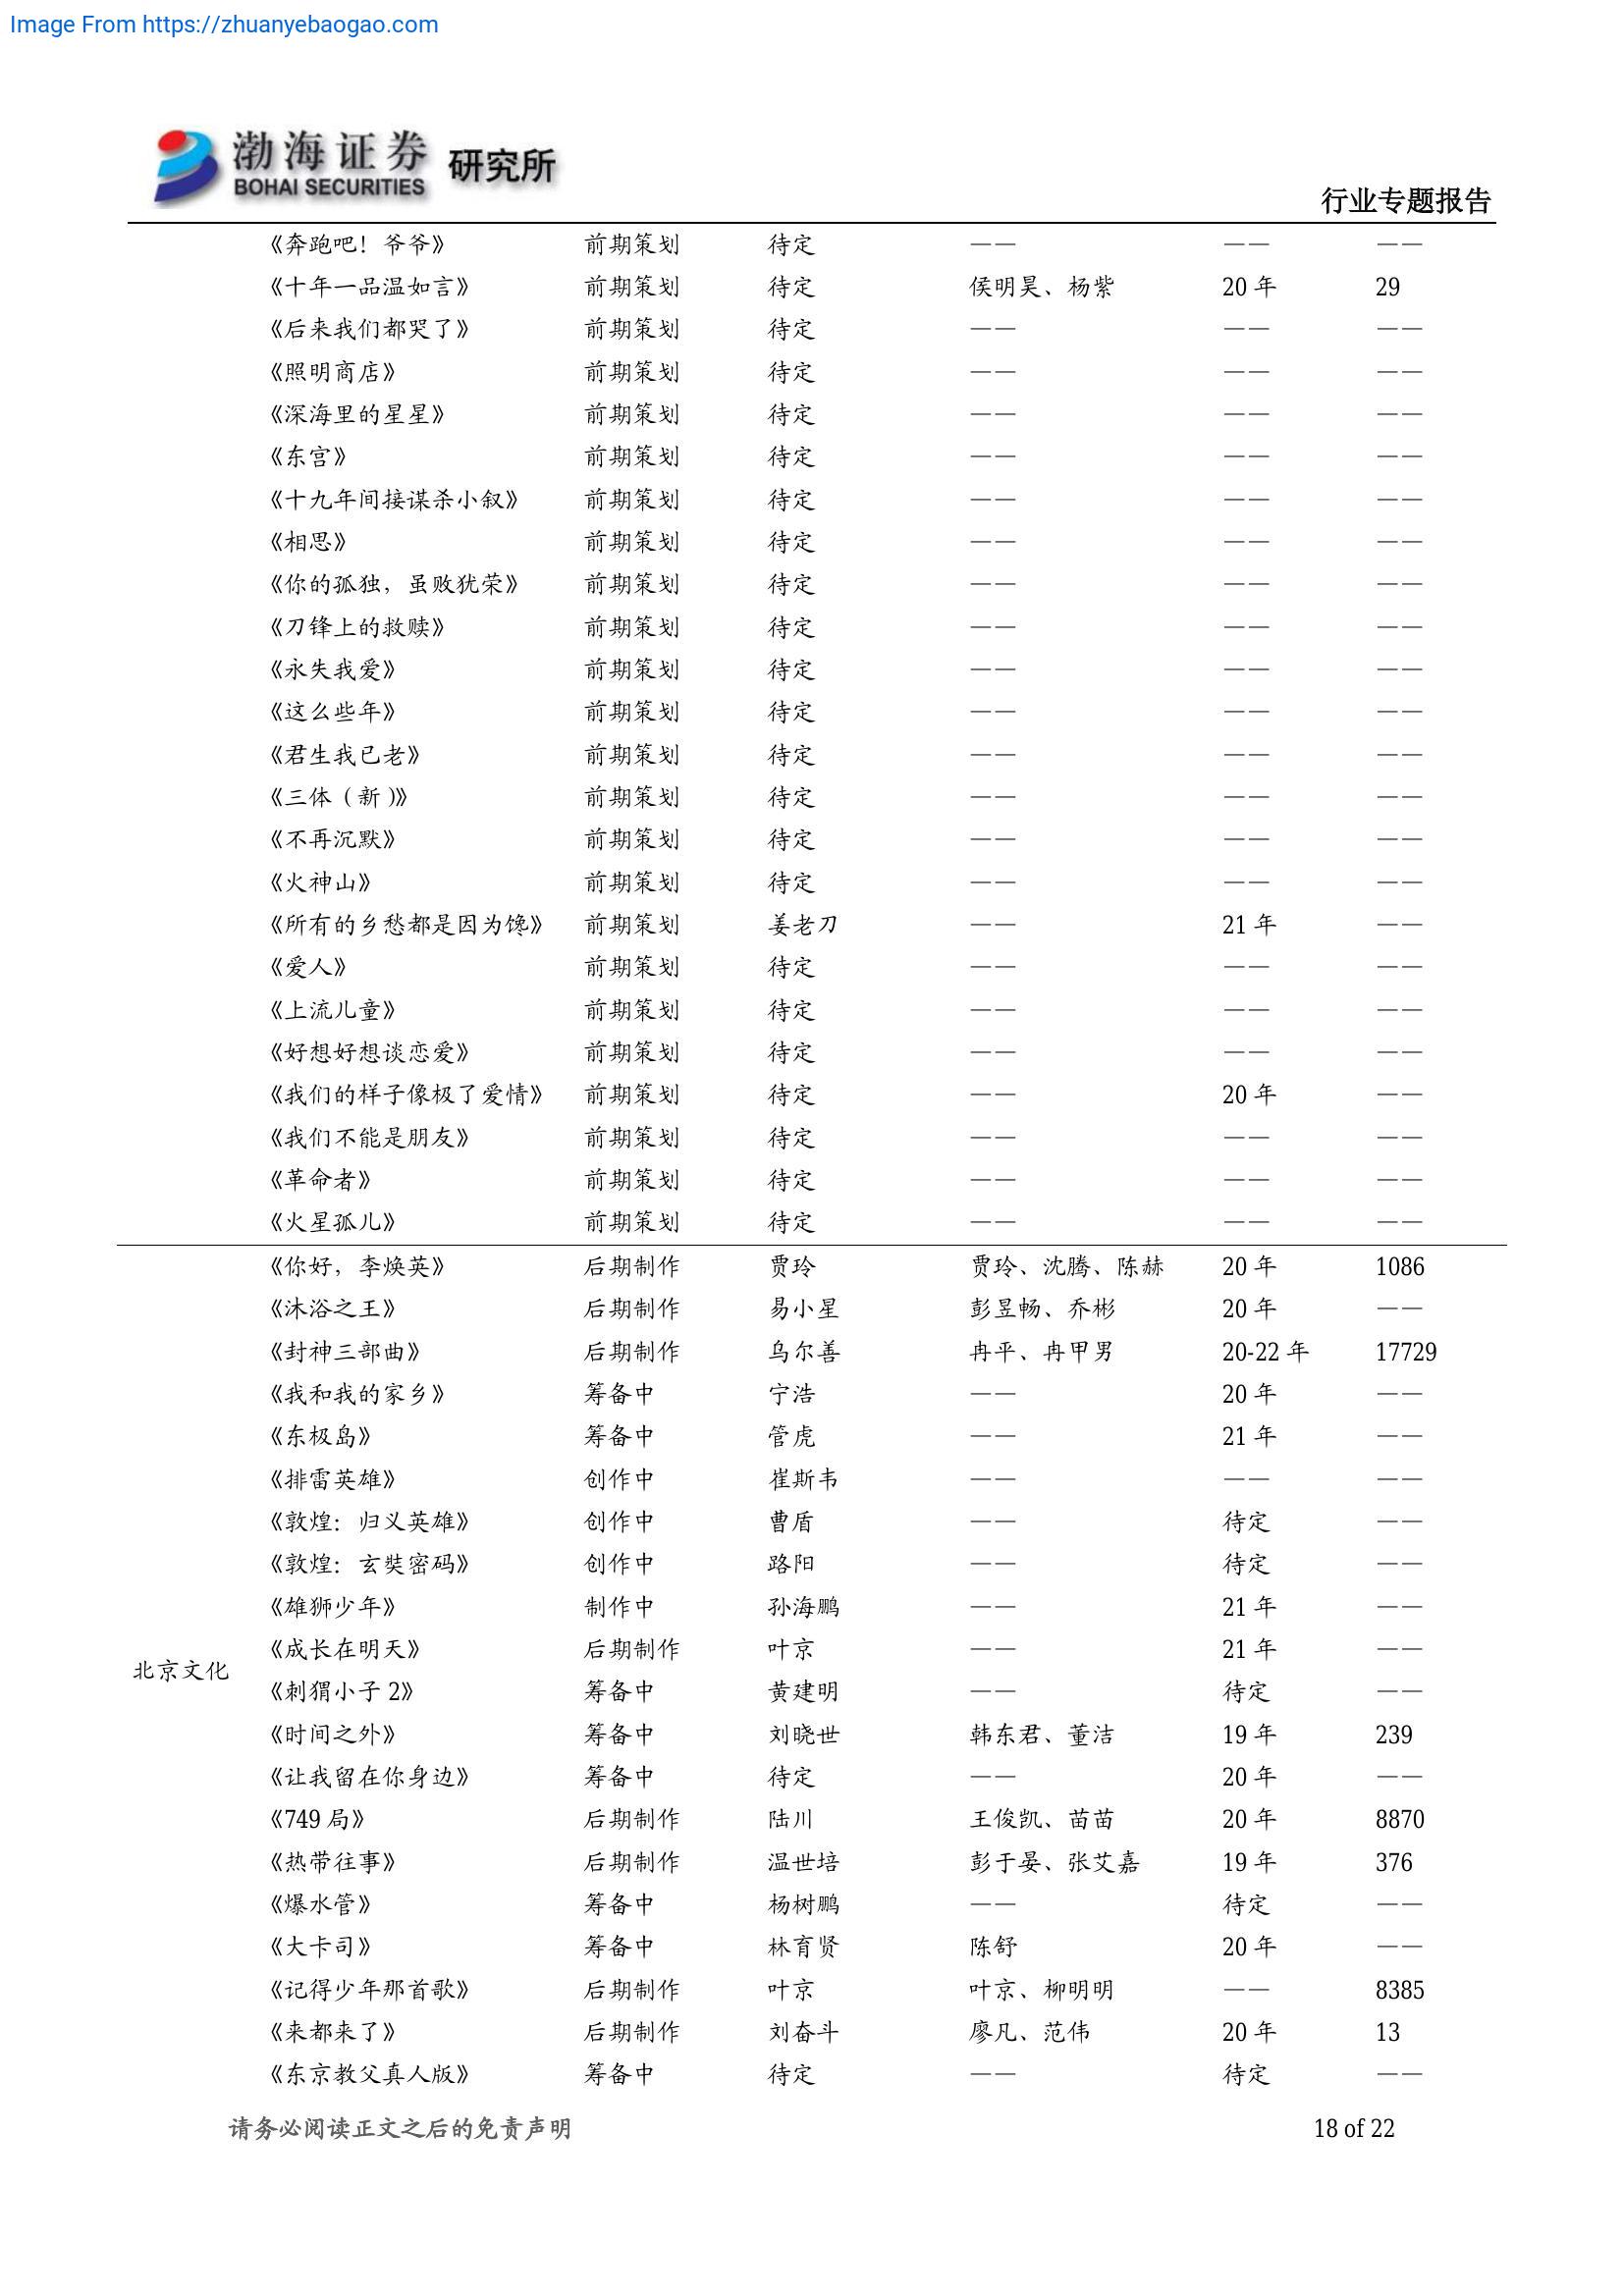 Image From https://zhuanyebaogao.com
渤海证券 研究所
BOHAI SECURITIES
行业专题报告
《奔跑吧！爷爷》 前期策划 待定 —— —— ——
《十年一品温如言》 前期策划 待定 侯明昊、杨紫 20 年 29
《后来我们都哭了》 前期策划 待定 —— —— ——
《照明商店》 前期策划 待定 —— —— ——
《深海里的星星》 前期策划 待定 —— —— ——
《东宫》 前期策划 待定 —— —— ——
《十九年间接谋杀小叙》 前期策划 待定 —— —— ——
《相思》 前期策划 待定 —— —— ——
《你的孤独，虽败犹荣》 前期策划 待定 —— —— ——
《刀锋上的救赎》 前期策划 待定 —— —— ——
《永失我爱》 前期策划 待定 —— —— ——
《这么些年》 前期策划 待定 —— —— ——
《君生我已老》 前期策划 待定 —— —— ——
《三体（新）》 前期策划 待定 —— —— ——
《不再沉默》 前期策划 待定 —— —— ——
《火神山》 前期策划 待定 —— —— ——
《所有的乡愁都是因为馋》 前期策划 姜老刀 —— 21 年 ——
《爱人》 前期策划 待定 —— —— ——
《上流儿童》 前期策划 待定 —— —— ——
《好想好想谈恋爱》 前期策划 待定 —— —— ——
《我们的样子像极了爱情》 前期策划 待定 —— 20 年 ——
《我们不能是朋友》 前期策划 待定 —— —— ——
《革命者》 前期策划 待定 —— —— ——
《火星孤儿》 前期策划 待定 —— —— ——
《你好，李焕英》 后期制作 贾玲 贾玲、沈腾、陈赫 20 年 1086
《沐浴之王》 后期制作 易小星 彭昱畅、乔彬 20 年 ——
《封神三部曲》 后期制作 乌尔善 冉平、冉甲男 20-22 年 17729
《我和我的家乡》 筹备中 宁浩 —— 20 年 ——
《东极岛》 筹备中 管虎 —— 21 年 ——
《排雷英雄》 创作中 崔斯韦 —— —— ——
《敦煌：归义英雄》 创作中 曹盾 —— 待定 ——
《敦煌：玄奘密码》 创作中 路阳 —— 待定 ——
《雄狮少年》 制作中 孙海鹏 —— 21 年 ——
《成长在明天》 后期制作 叶京 —— 21 年 ——
北京文化
《刺猬小子 2》 筹备中 黄建明 —— 待定 ——
《时间之外》 筹备中 刘晓世 韩东君、董洁 19 年 239
《让我留在你身边》 筹备中 待定 —— 20 年 ——
《749 局》 后期制作 陆川 王俊凯、苗苗 20 年 8870
《热带往事》 后期制作 温世培 彭于晏、张艾嘉 19 年 376
《爆水管》 筹备中 杨树鹏 —— 待定 ——
《大卡司》 筹备中 林育贤 陈舒 20 年 ——
《记得少年那首歌》 后期制作 叶京 叶京、柳明明 —— 8385
《来都来了》 后期制作 刘奋斗 廖凡、范伟 20 年 13
《东京教父真人版》 筹备中 待定 —— 待定 ——
请务必阅读正文之后的免责声明 18 of 22